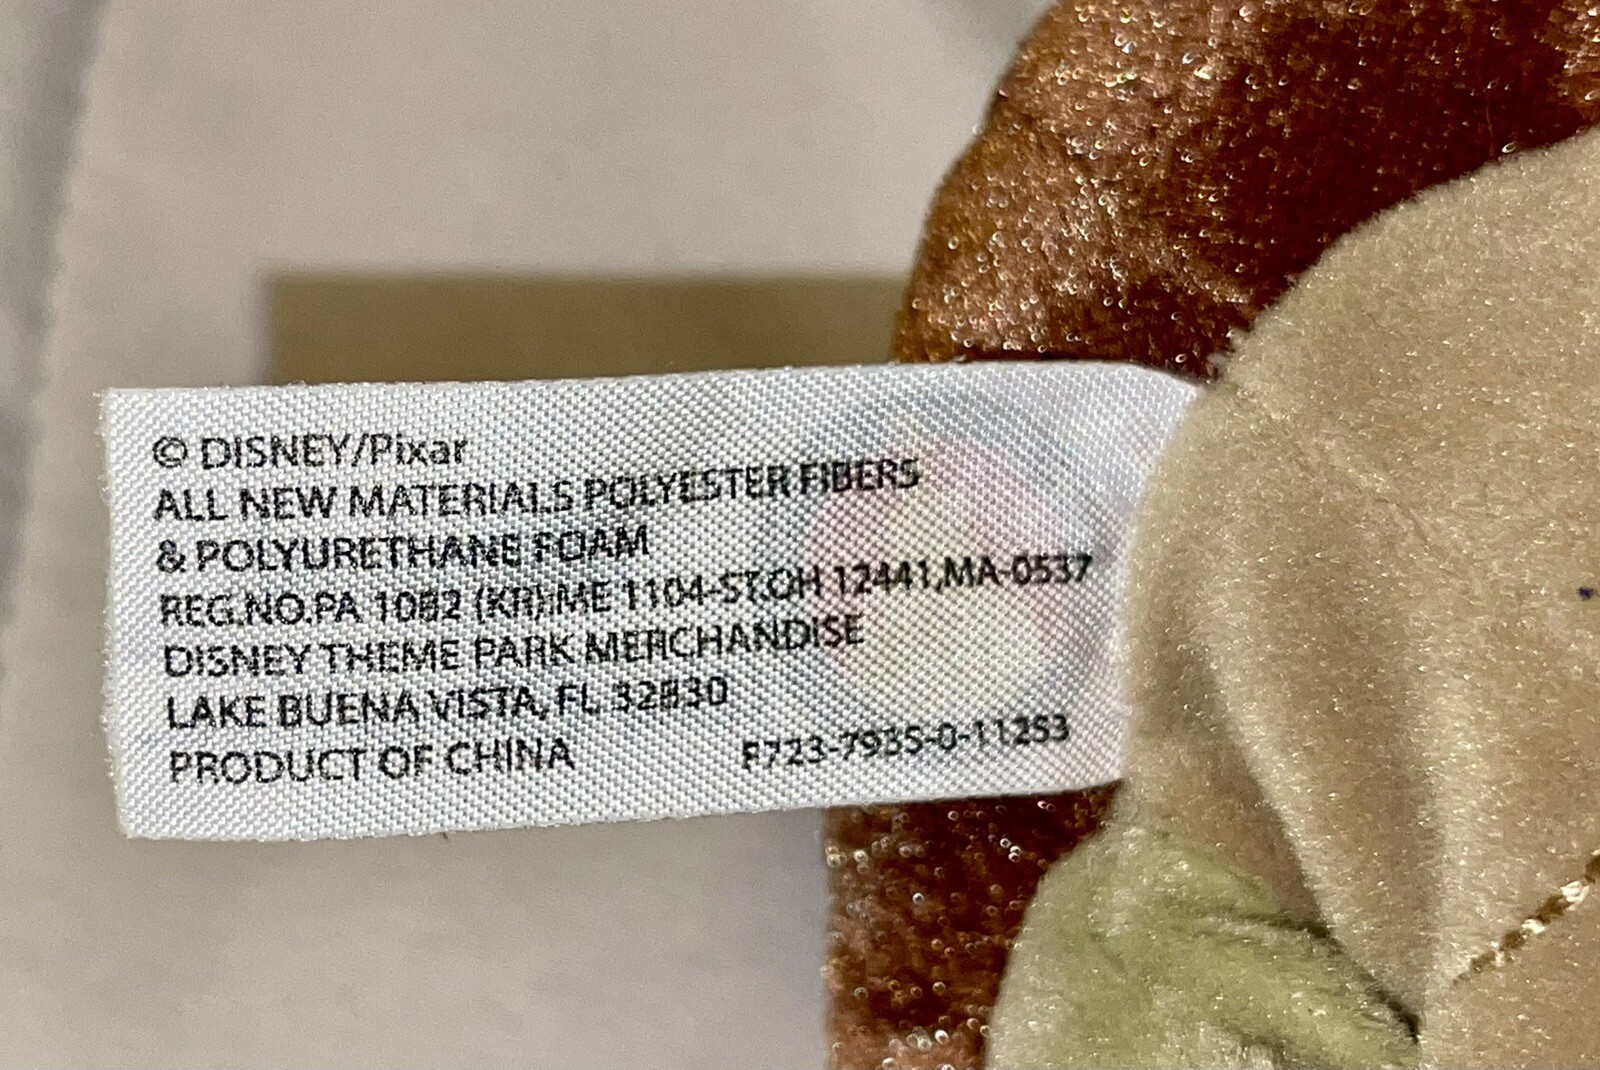 © DISNEY/Pixar
ALL NEW MATERIALS POLYESTER FIBERS
& POLYURETHANE FOAM
REG.NO.PA 1082 (KR),ME 1104-ST.OH 12441,MA-0537
DISNEY THEME PARK MERCHANDISE
LAKE BUENA VISTA, FL 32830
PRODUCT OF CHINA F723-7935-0-11253